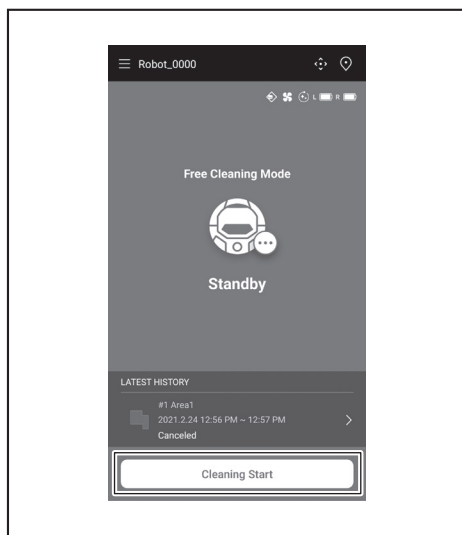 Robot_0000
L R
Free Cleaning Mode
Standby
LATEST HISTORY
#1 Area1
2021.2.24 12:56 PM ~ 12:57 PM
Canceled
Cleaning Start